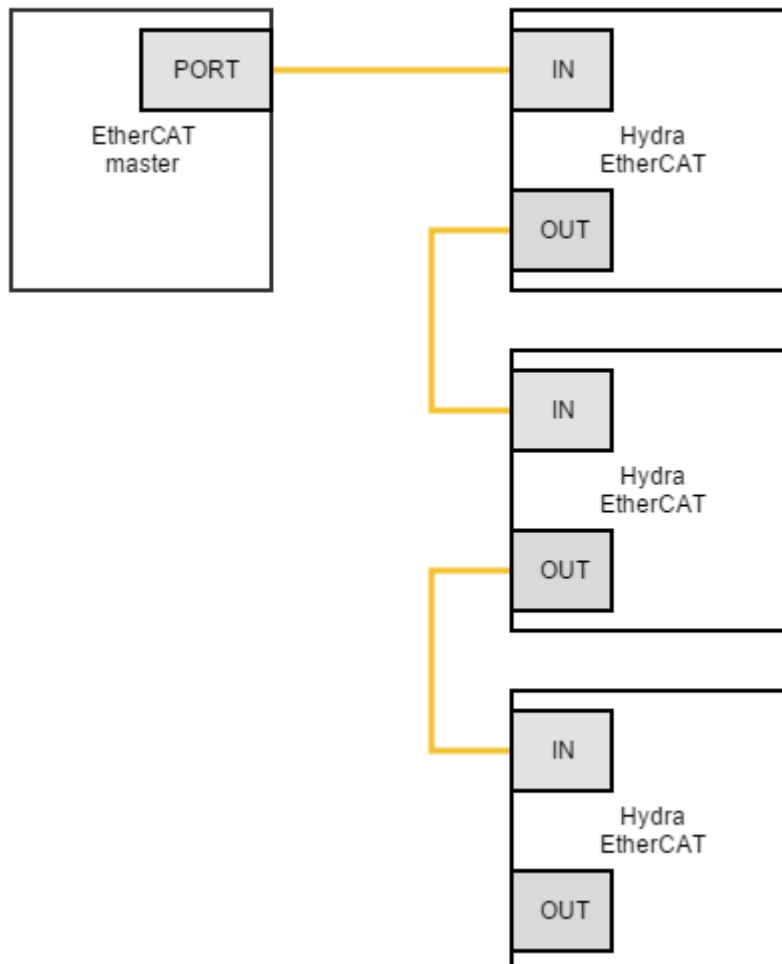 PORT
EtherCAT
master
IN
Hydra
EtherCAT
OUT
IN
Hydra
EtherCAT
OUT
IN
Hydra
EtherCAT
OUT